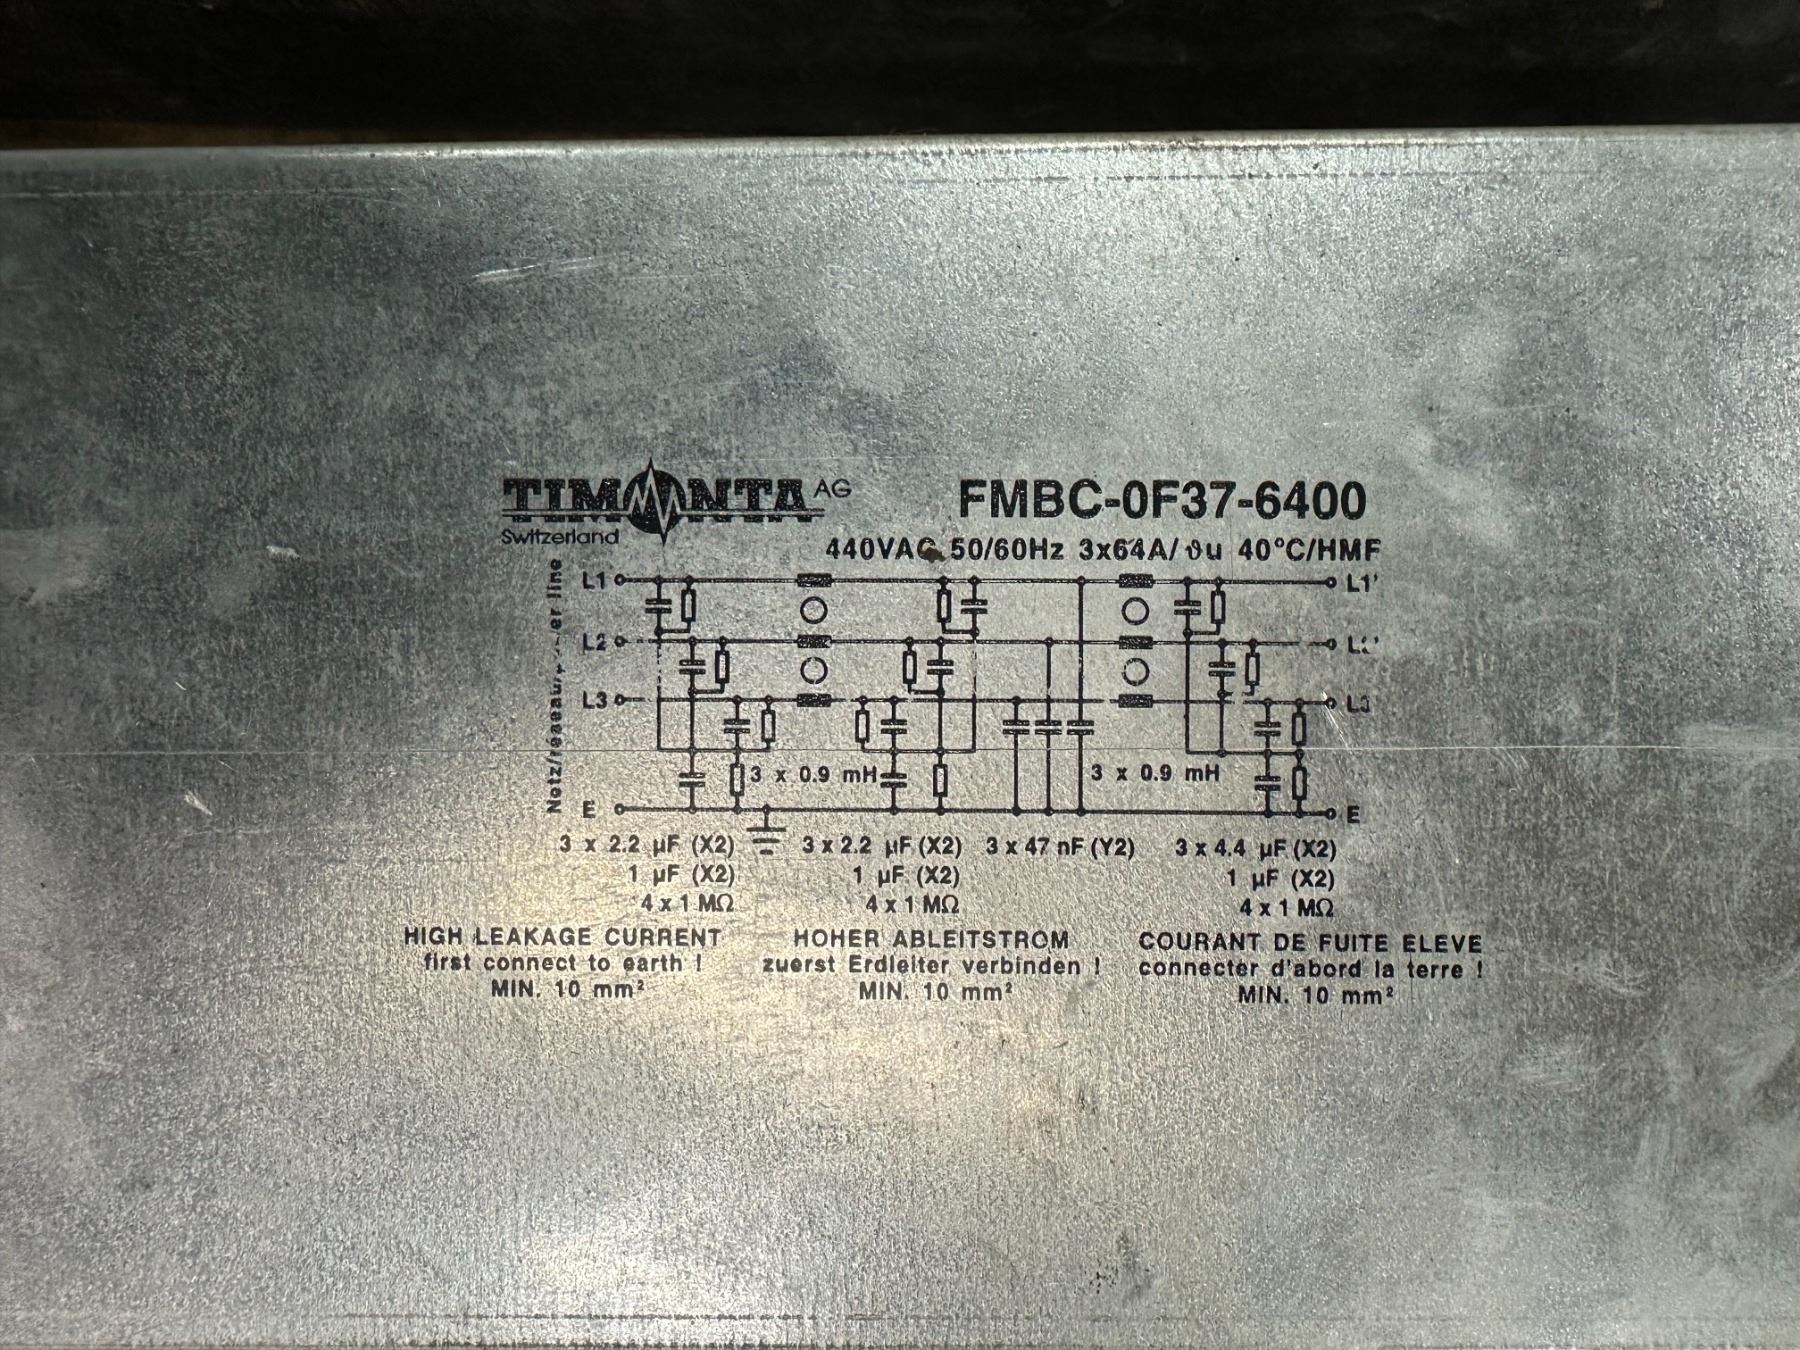 TIMONTA AG
Switzerland
FMBC-0F37-6400
440VAC 50/60Hz 3x64A/ϑu 40°C/HMF
L1 L1'
L2 L2'
L3 L3
E E
3 x 0.9 mH 3 x 0.9 mH
3 x 2.2 µF (X2) 3 x 2.2 µF (X2) 3 x 47 nF (Y2) 3 x 4.4 µF (X2)
1 µF (X2) 1 µF (X2) 1 µF (X2)
4 x 1 MΩ 4 x 1 MΩ 4 x 1 MΩ
HIGH LEAKAGE CURRENT
first connect to earth !
MIN. 10 mm²
HOHER ABLEITSTROM
zuerst Erdleiter verbinden !
MIN. 10 mm²
COURANT DE FUITE ELEVE
connecter d'abord la terre !
MIN. 10 mm²
line